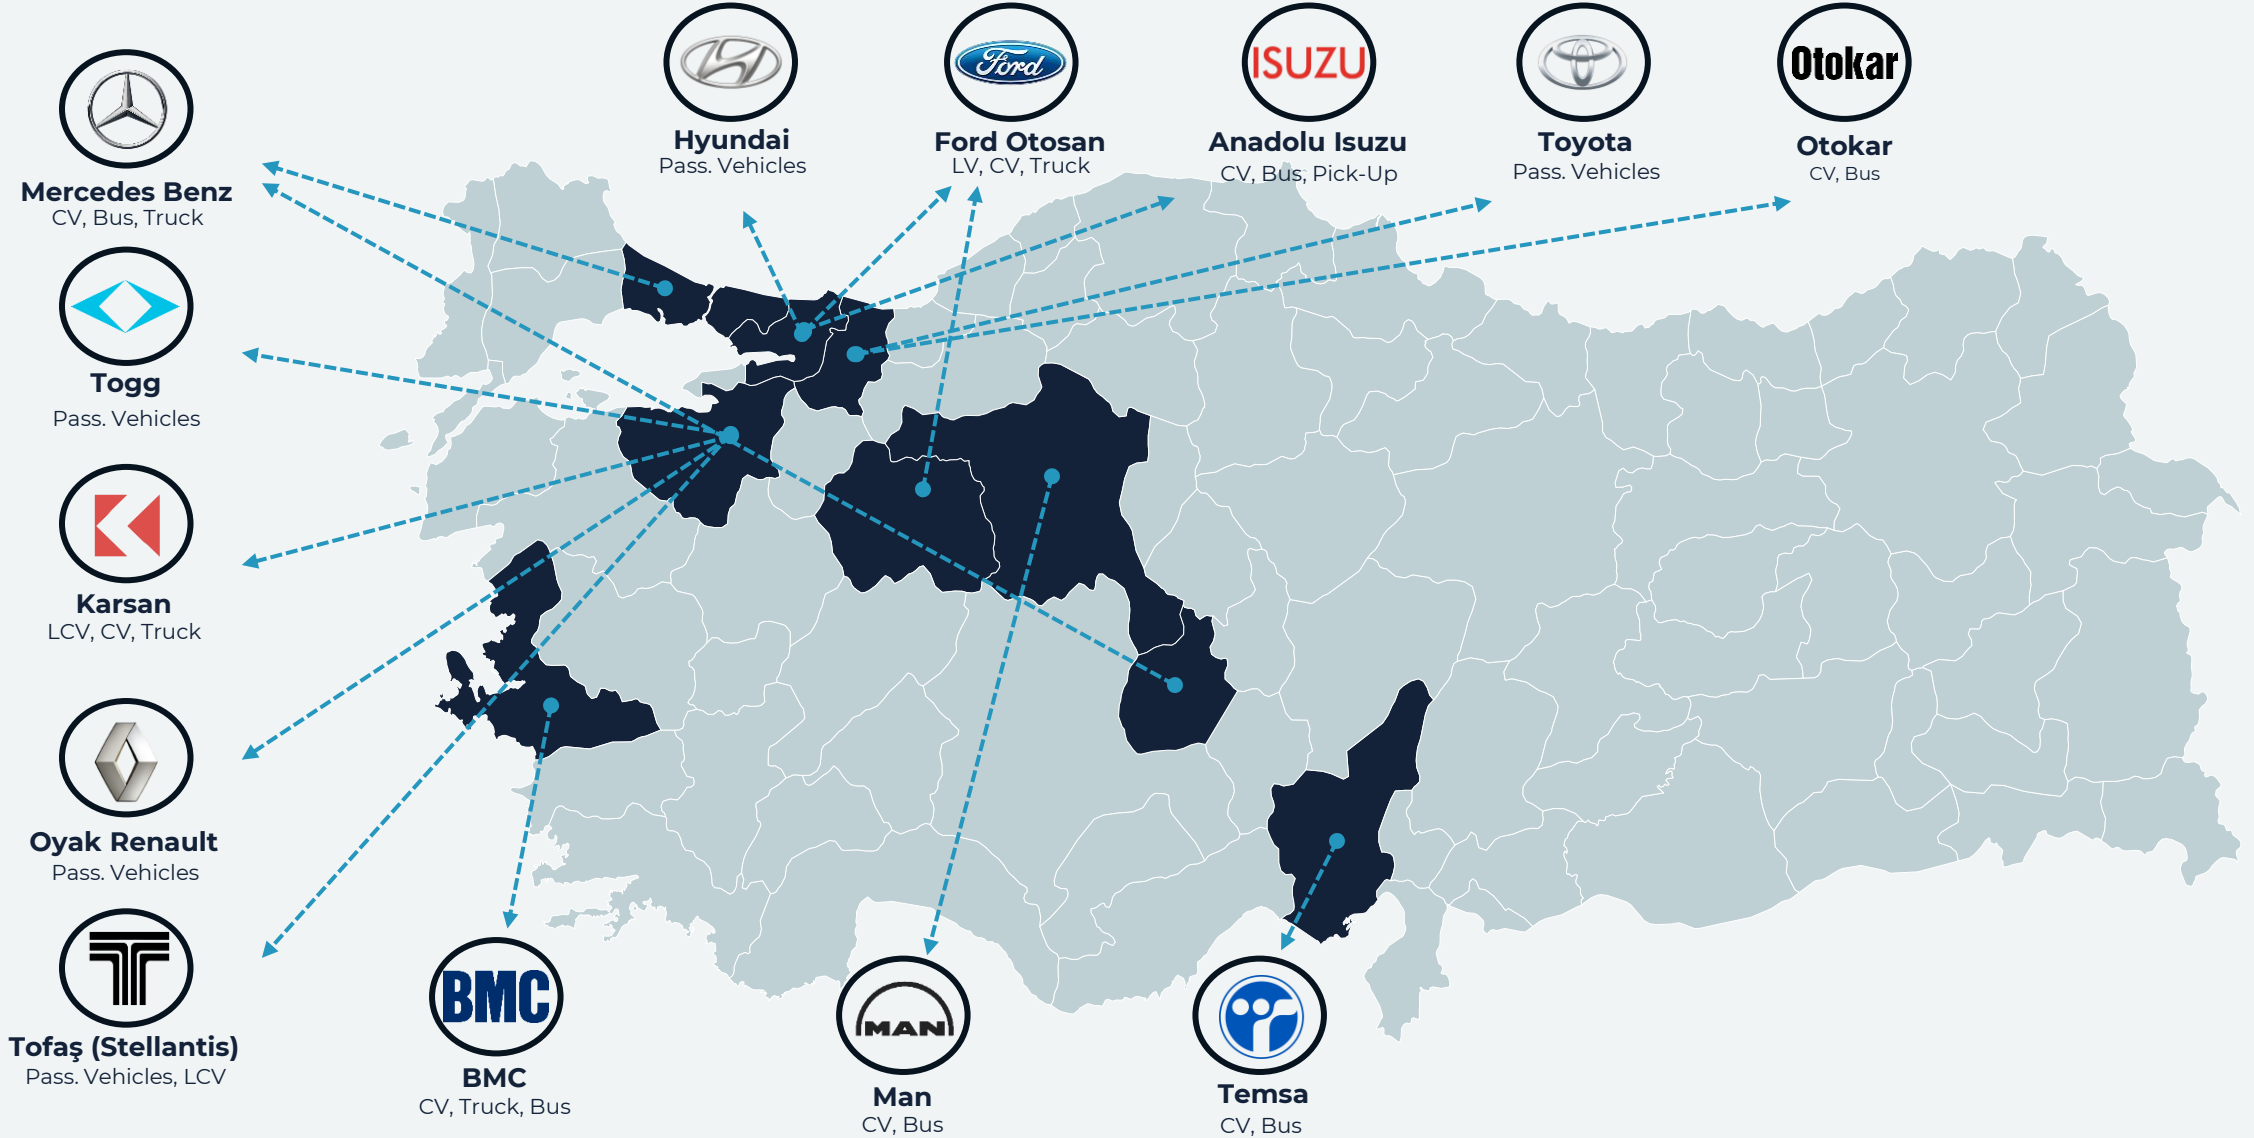 Mercedes Benz
CV, Bus, Truck
Togg
Pass. Vehicles
Karsan
LCV, CV, Truck
Oyak Renault
Pass. Vehicles
Tofaş (Stellantis)
Pass. Vehicles, LCV
Hyundai
Pass. Vehicles
Ford
Ford Otosan
LV, CV, Truck
ISUZU
Anadolu Isuzu
CV, Bus, Pick-Up
Toyota
Pass. Vehicles
Otokar
Otokar
CV, Bus
BMC
BMC
CV, Truck, Bus
MAN
Man
CV, Bus
Temsa
CV, Bus